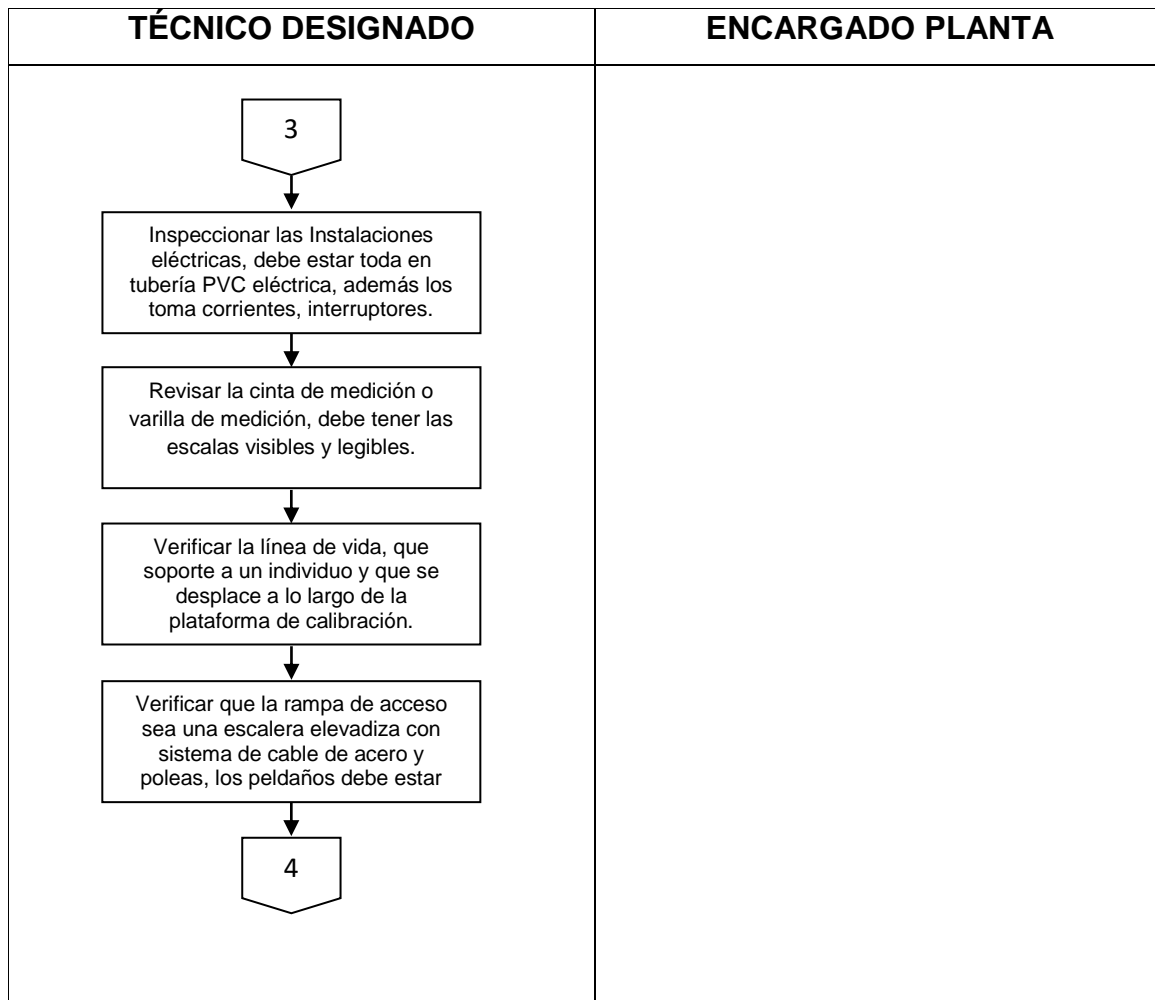 TÉCNICO DESIGNADO
ENCARGADO PLANTA
3
Inspeccionar las Instalaciones
eléctricas, debe estar toda en
tubería PVC eléctrica, además los
toma corrientes, interruptores.
Revisar la cinta de medición o
varilla de medición, debe tener las
escalas visibles y legibles.
Verificar la línea de vida, que
soporte a un individuo y que se
desplace a lo largo de la
plataforma de calibración.
Verificar que la rampa de acceso
sea una escalera elevadiza con
sistema de cable de acero y
poleas, los peldaños debe estar
4